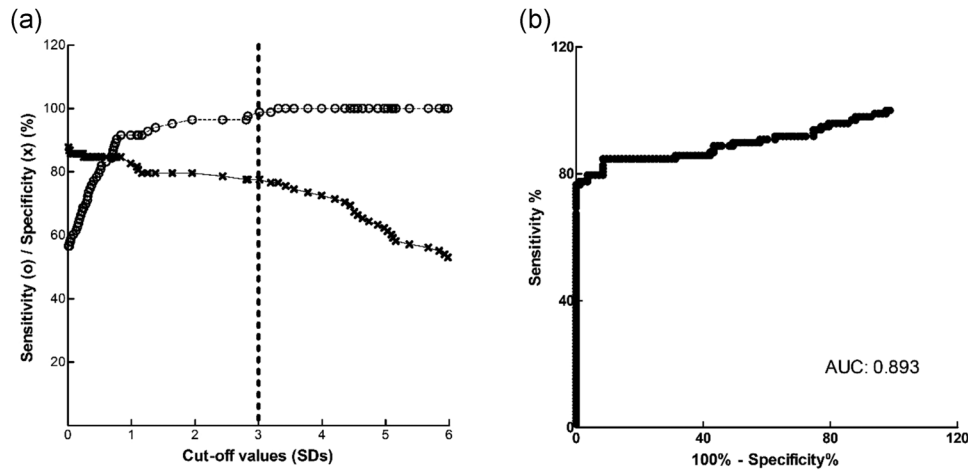 (a)
120
100
80
60
40
20
0 1 2 3 4 5 6
Sensitivity (o) / Specificity (x) (%)
Cut-off values (SDs)
(b)
120
80
40
0
0 40 80 120
Sensitivity %
100% - Specificity%
AUC: 0.893